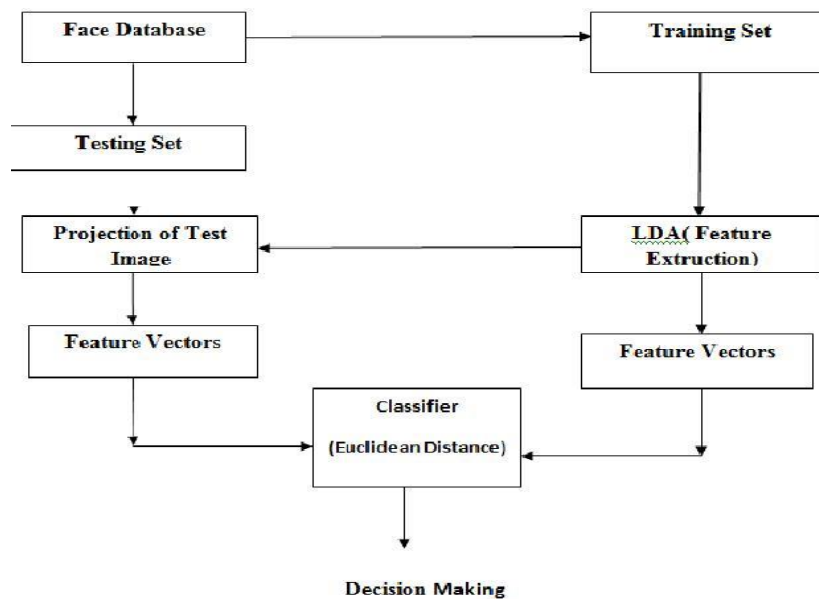 Face Database
Training Set
Testing Set
Projection of Test
Image
LDA( Feature
Extruction)
Feature Vectors
Feature Vectors
Classifier
(Euclidean Distance)
Decision Making